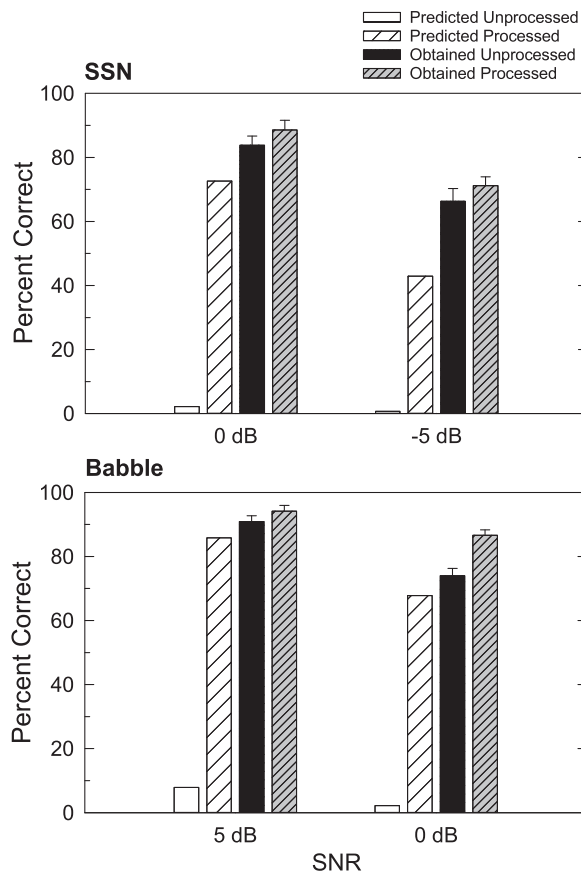 Predicted Unprocessed
Predicted Processed
Obtained Unprocessed
Obtained Processed
SSN
100
80
60
40
20
0
Percent Correct
0 dB
-5 dB
Babble
100
80
60
40
20
0
Percent Correct
5 dB
0 dB
SNR